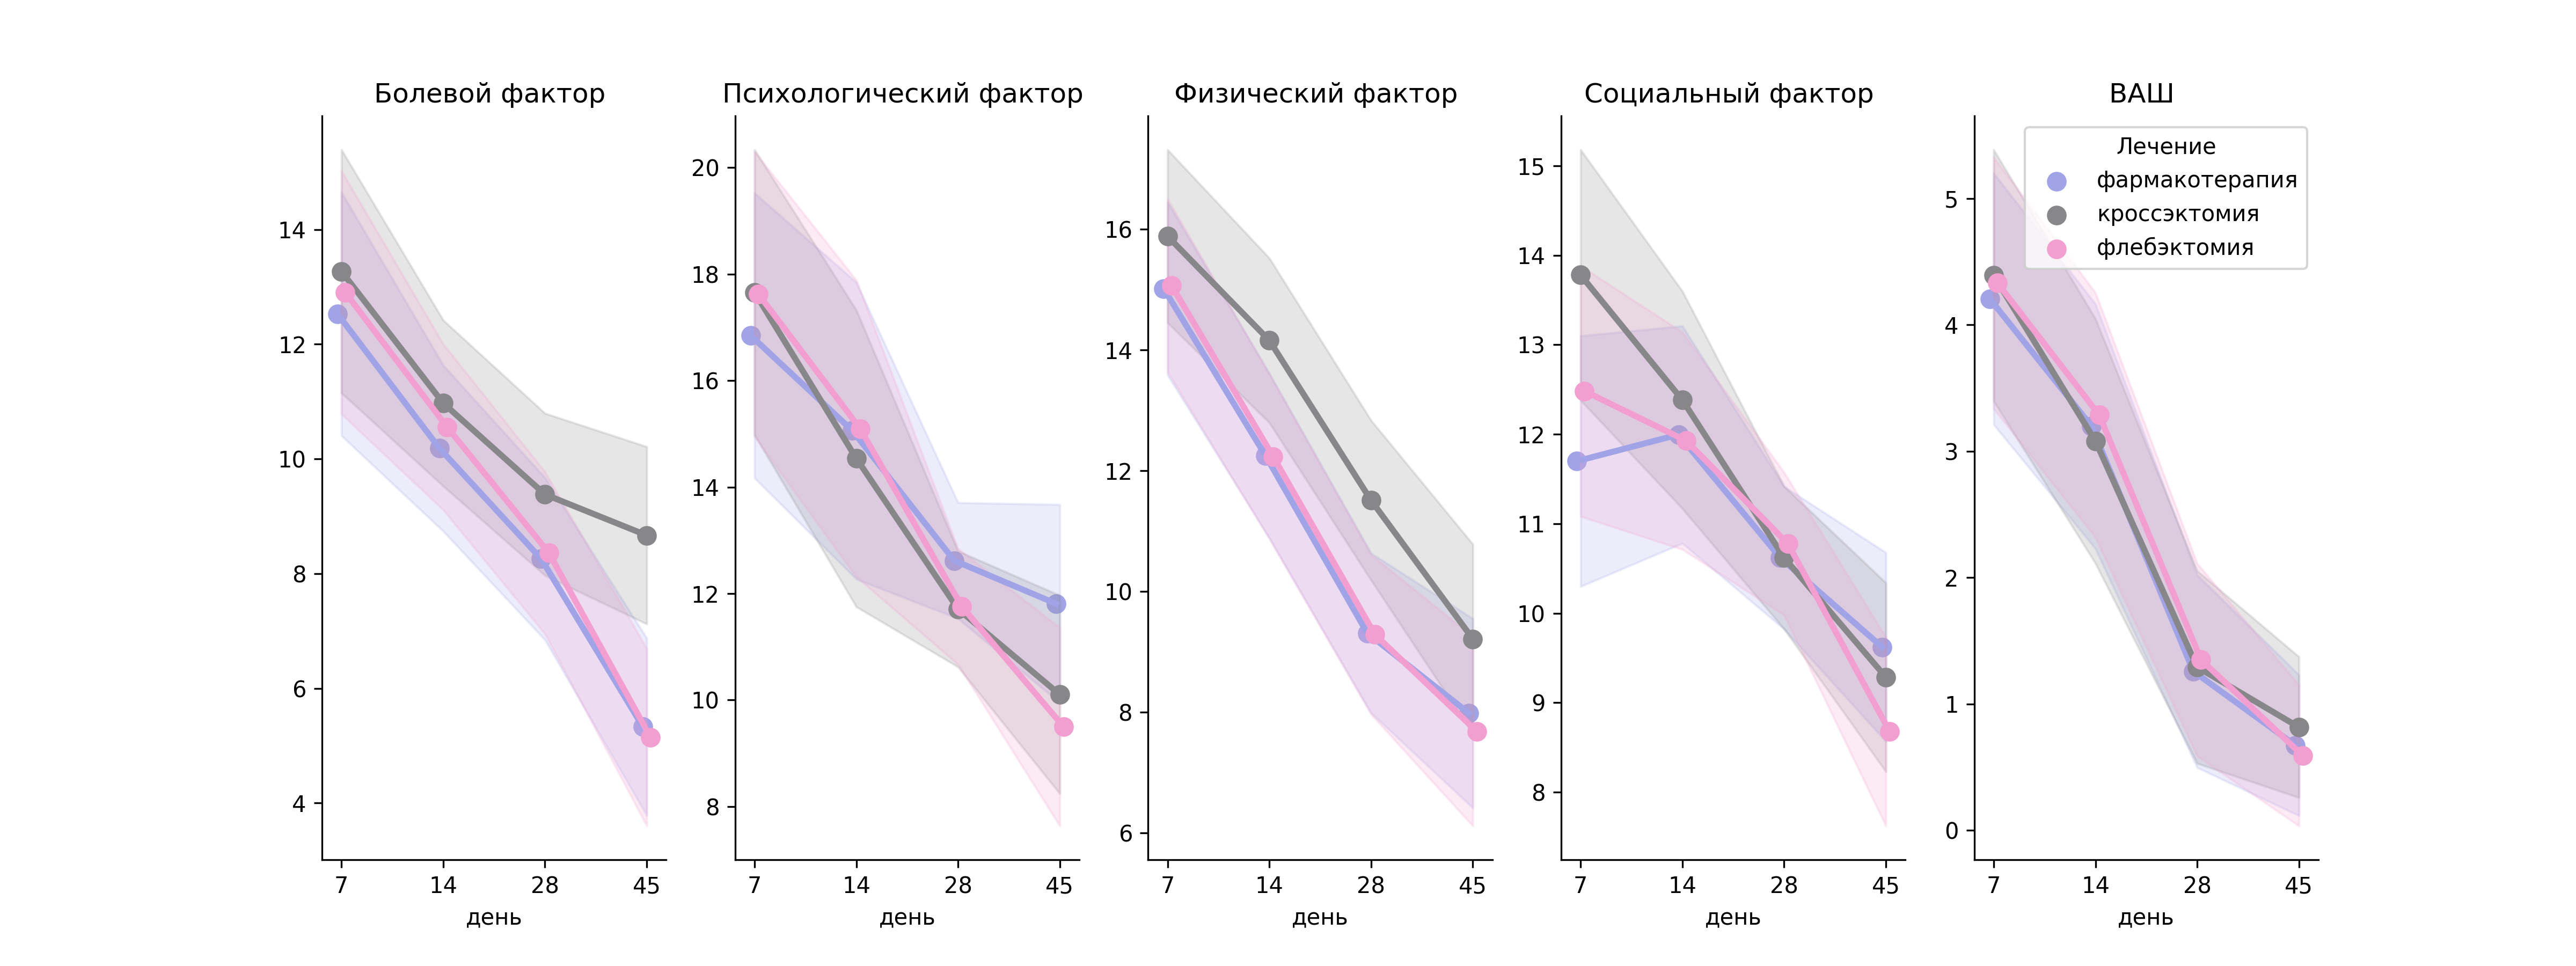 Болевой фактор
14
12
10
8
6
4
7 14 28 45
день
Психологический фактор
20
18
16
14
12
10
8
7 14 28 45
день
Физический фактор
16
14
12
10
8
6
7 14 28 45
день
Социальный фактор
15
14
13
12
11
10
9
8
7 14 28 45
день
ВАШ
Лечение
фармакотерапия
кроссэктомия
флебэктомия
5
4
3
2
1
0
7 14 28 45
день